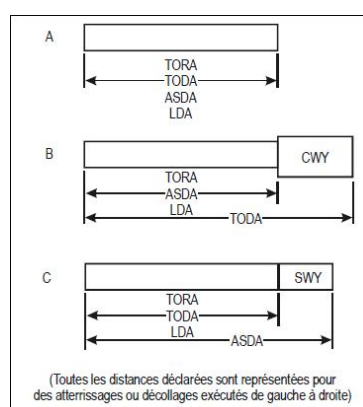 A
TORA
TODA
ASDA
LDA
B
CWY
TORA
ASDA
LDA
TODA
C
SWY
TORA
TODA
LDA
ASDA
(Toutes les distances déclarées sont représentées pour
des atterrissages ou décollages exécutés de gauche à droite)